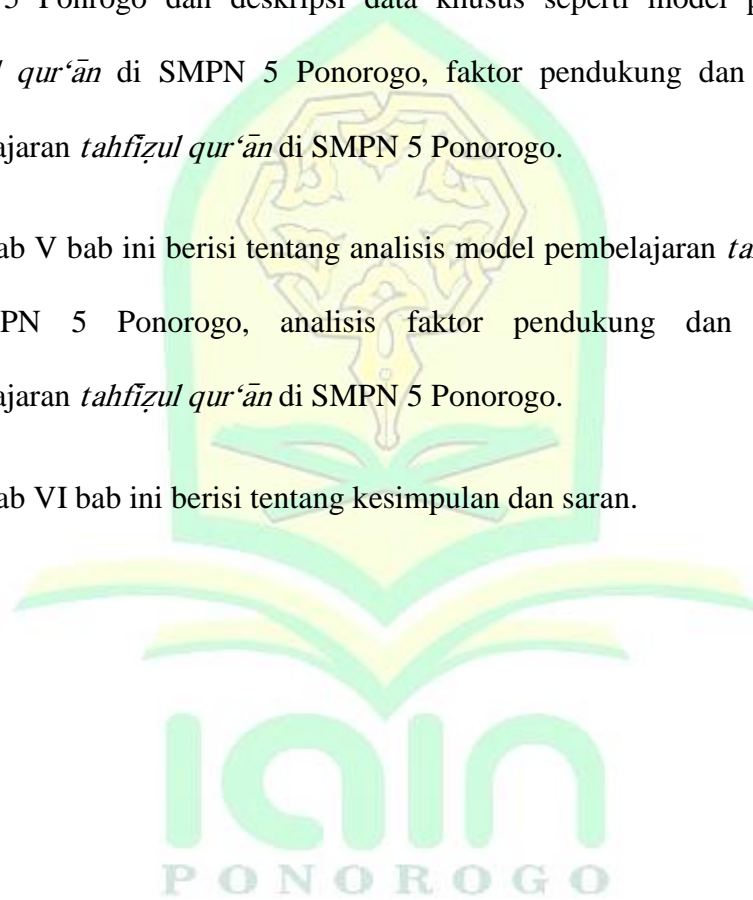 5 Ponrogo dan deskripsi data khusus seperti model p
l qur‘ān di SMPN 5 Ponorogo, faktor pendukung dan
ajaran tahfīẓul qur‘ān di SMPN 5 Ponorogo.
ab V bab ini berisi tentang analisis model pembelajaran ta
PN 5 Ponorogo, analisis faktor pendukung dan
ajaran tahfīẓul qur‘ān di SMPN 5 Ponorogo.
ab VI bab ini berisi tentang kesimpulan dan saran.
iain
PONOROGO